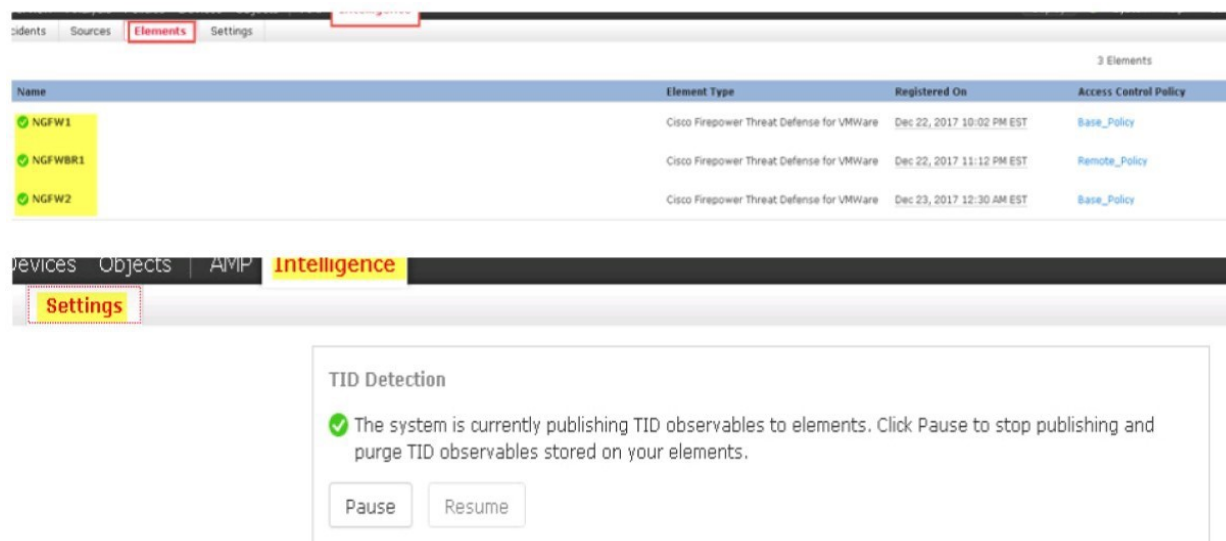 Intelligence
Sources Elements Settings
3 Elements
Name Element Type Registered On Access Control Policy
NGFW1 Cisco Firepower Threat Defense for VMWare Dec 22, 2017 10:02 PM EST Base_Policy
NGFWBR1 Cisco Firepower Threat Defense for VMWare Dec 22, 2017 11:12 PM EST Remote_Policy
NGFW2 Cisco Firepower Threat Defense for VMWare Dec 23, 2017 12:30 AM EST Base_Policy
Devices Objects AMP Intelligence
Settings
TID Detection
The system is currently publishing TID observables to elements. Click Pause to stop publishing and
purge TID observables stored on your elements.
Pause Resume